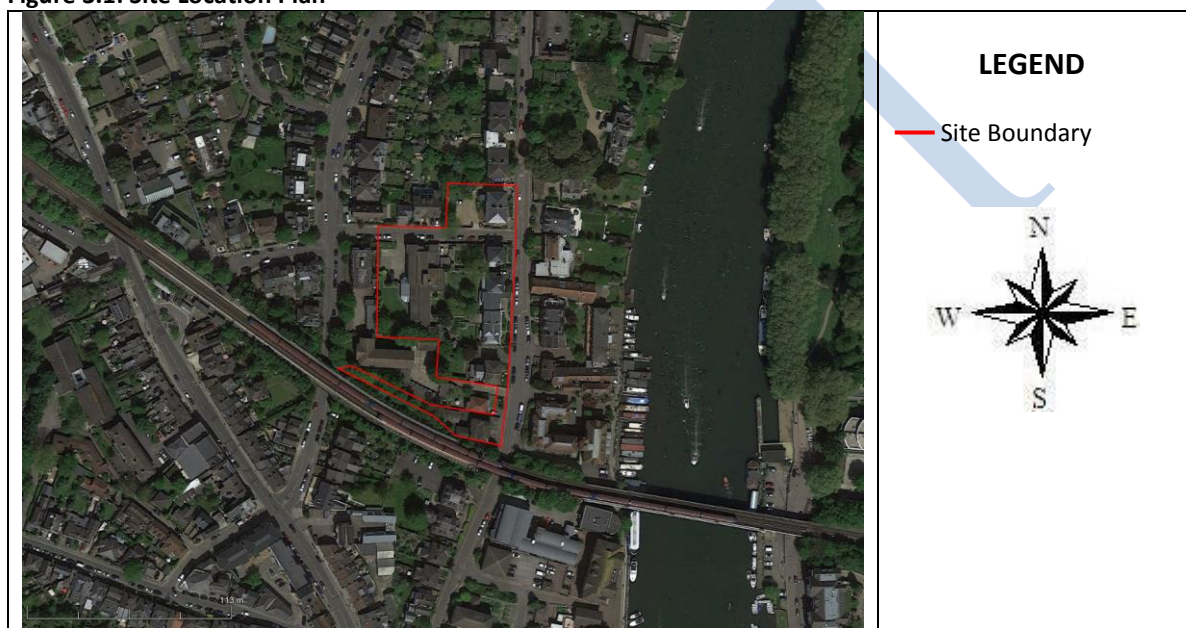 Figure 3.1: Site Location Plan
LEGEND
Site Boundary
N
W
E
S
113 m